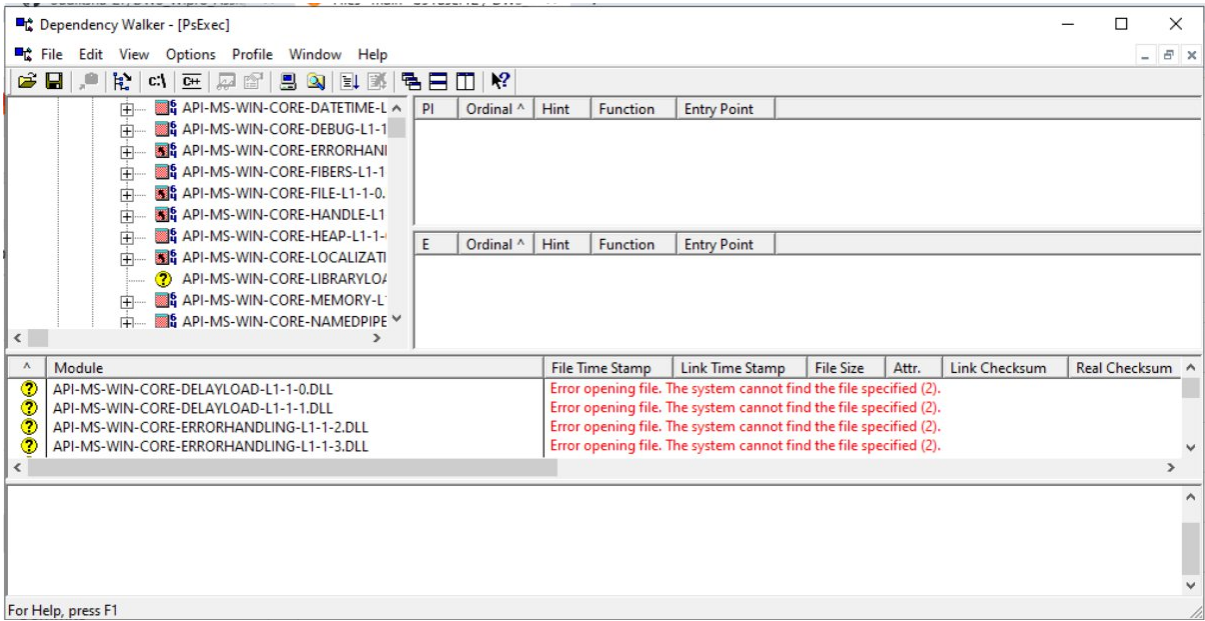 Dependency Walker - [PsExec]
File Edit View Options Profile Window Help
C:\ C++
API-MS-WIN-CORE-DATETIME-L
API-MS-WIN-CORE-DEBUG-L1-1
API-MS-WIN-CORE-ERRORHANI
API-MS-WIN-CORE-FIBERS-L1-1
API-MS-WIN-CORE-FILE-L1-1-0.
API-MS-WIN-CORE-HANDLE-L1
API-MS-WIN-CORE-HEAP-L1-1-
API-MS-WIN-CORE-LOCALIZATI
API-MS-WIN-CORE-LIBRARYLOA
API-MS-WIN-CORE-MEMORY-L
API-MS-WIN-CORE-NAMEDPIPE
PI Ordinal ^ Hint Function Entry Point
E Ordinal ^ Hint Function Entry Point
^ Module File Time Stamp Link Time Stamp File Size Attr. Link Checksum Real Checksum
API-MS-WIN-CORE-DELAYLOAD-L1-1-0.DLL Error opening file. The system cannot find the file specified (2).
API-MS-WIN-CORE-DELAYLOAD-L1-1-1.DLL Error opening file. The system cannot find the file specified (2).
API-MS-WIN-CORE-ERRORHANDLING-L1-1-2.DLL Error opening file. The system cannot find the file specified (2).
API-MS-WIN-CORE-ERRORHANDLING-L1-1-3.DLL Error opening file. The system cannot find the file specified (2).
For Help, press F1